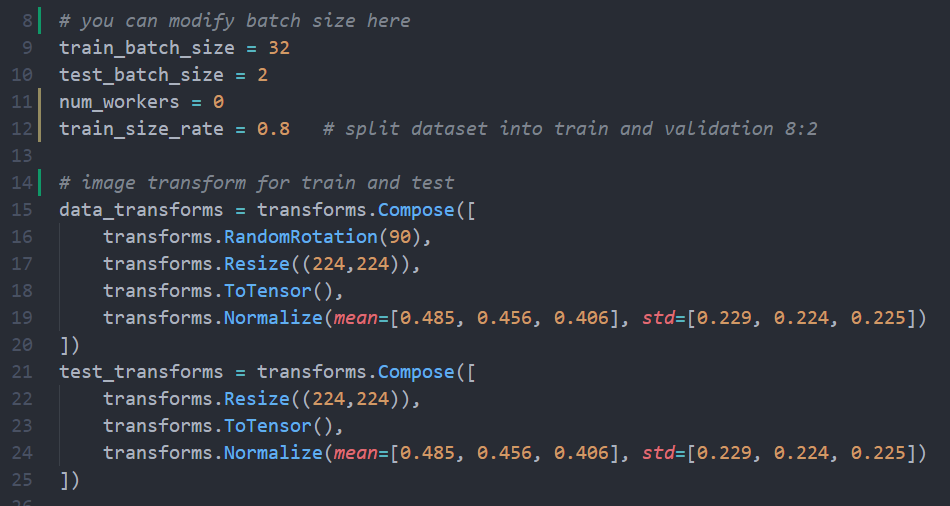 8 # you can modify batch size here
9 train_batch_size = 32
10 test_batch_size = 2
11 num_workers = 0
12 train_size_rate = 0.8   # split dataset into train and validation 8:2
13
14 # image transform for train and test
15 data_transforms = transforms.Compose([
16     transforms.RandomRotation(90),
17     transforms.Resize((224,224)),
18     transforms.ToTensor(),
19     transforms.Normalize(mean=[0.485, 0.456, 0.406], std=[0.229, 0.224, 0.225])
20 ])
21 test_transforms = transforms.Compose([
22     transforms.Resize((224,224)),
23     transforms.ToTensor(),
24     transforms.Normalize(mean=[0.485, 0.456, 0.406], std=[0.229, 0.224, 0.225])
25 ])